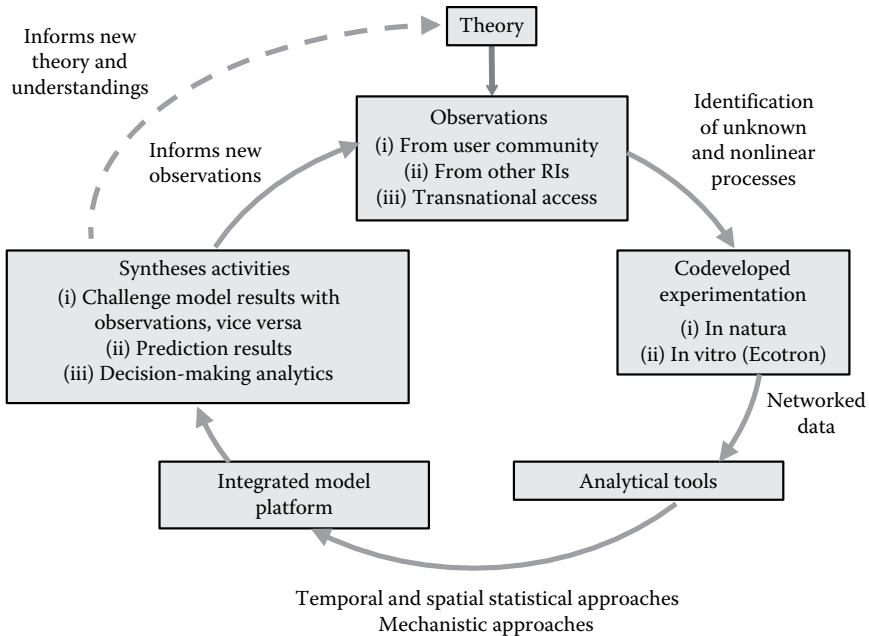 Theory
Informs new
theory and
understandings
Observations
(i) From user community
(ii) From other RIs
(iii) Transnational access
Identification
of unknown
and nonlinear
processes
Informs new
observations
Syntheses activities
(i) Challenge model results with
observations, vice versa
(ii) Prediction results
(iii) Decision-making analytics
Codeveloped
experimentation
(i) In natura
(ii) In vitro (Ecotron)
Networked
data
Integrated model
platform
Analytical tools
Temporal and spatial statistical approaches
Mechanistic approaches